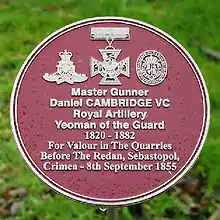 Master Gunner
Daniel CAMBRIDGE VC
Royal Artillery
Yeoman of the Guard
1820 - 1882
For Valour in The Quarries
Before The Redan, Sebastopol,
Crimea - 8th September 1855